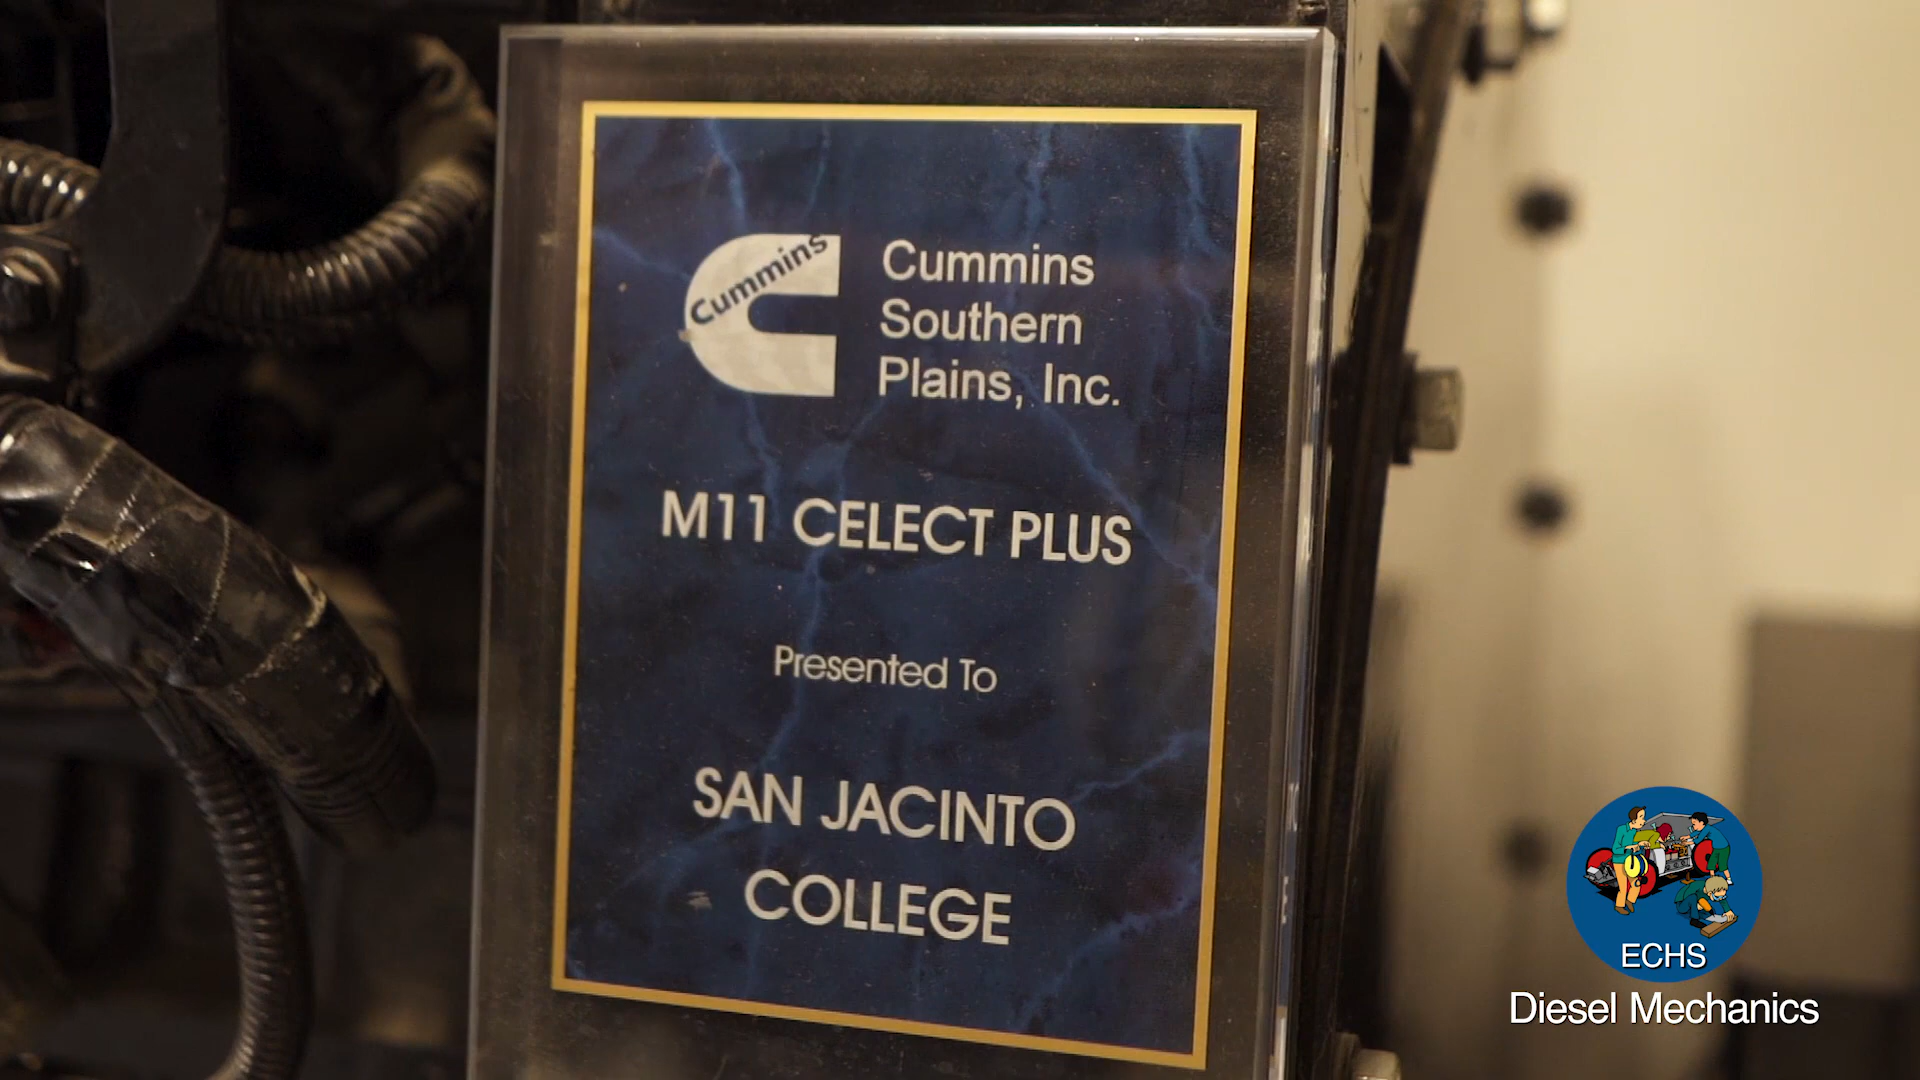 Cummins
Cummins
Southern
Plains, Inc.
M11 CELECT PLUS
Presented To
SAN JACINTO
COLLEGE
ECHS
Diesel Mechanics